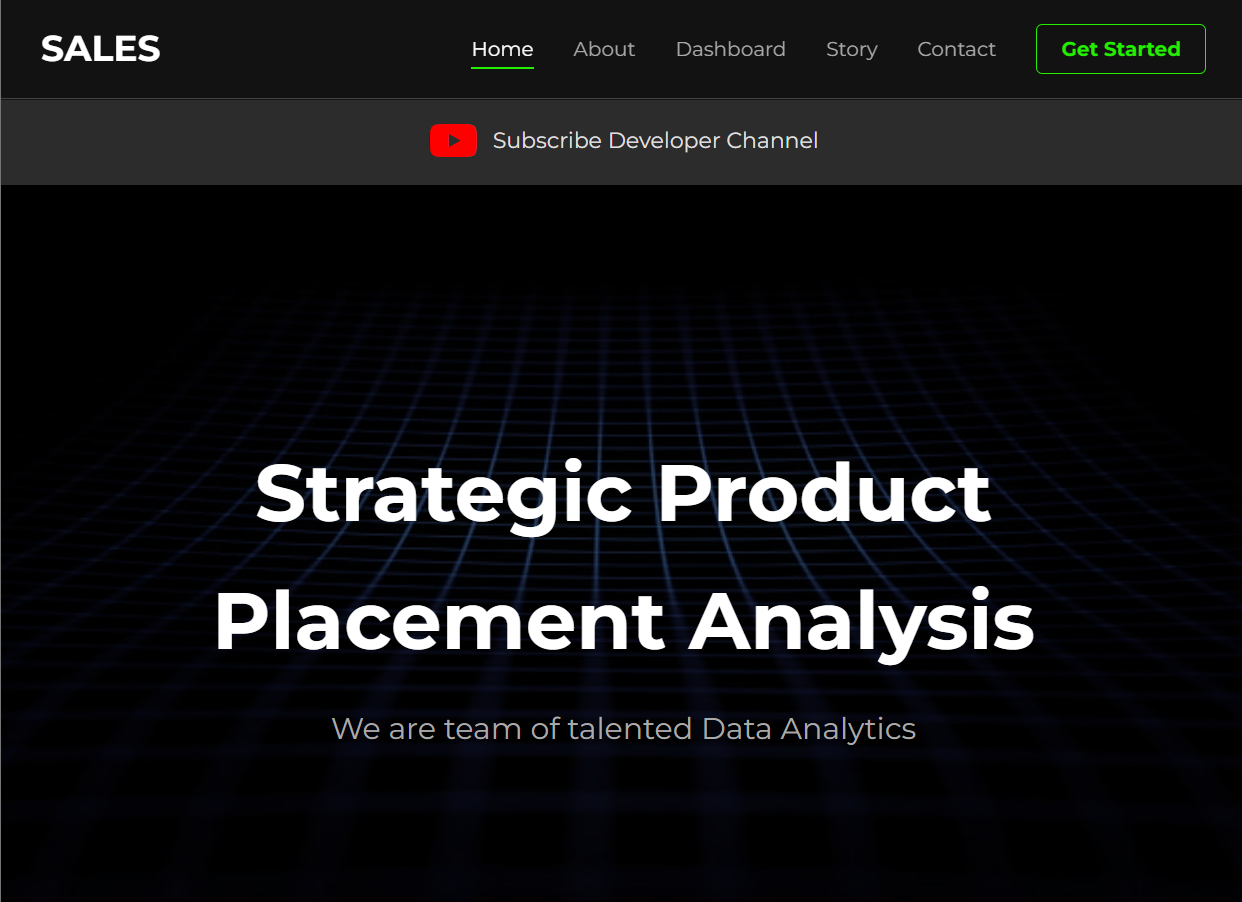 SALES
Home About Dashboard Story Contact Get Started
Subscribe Developer Channel
Strategic Product
Placement Analysis
We are team of talented Data Analytics